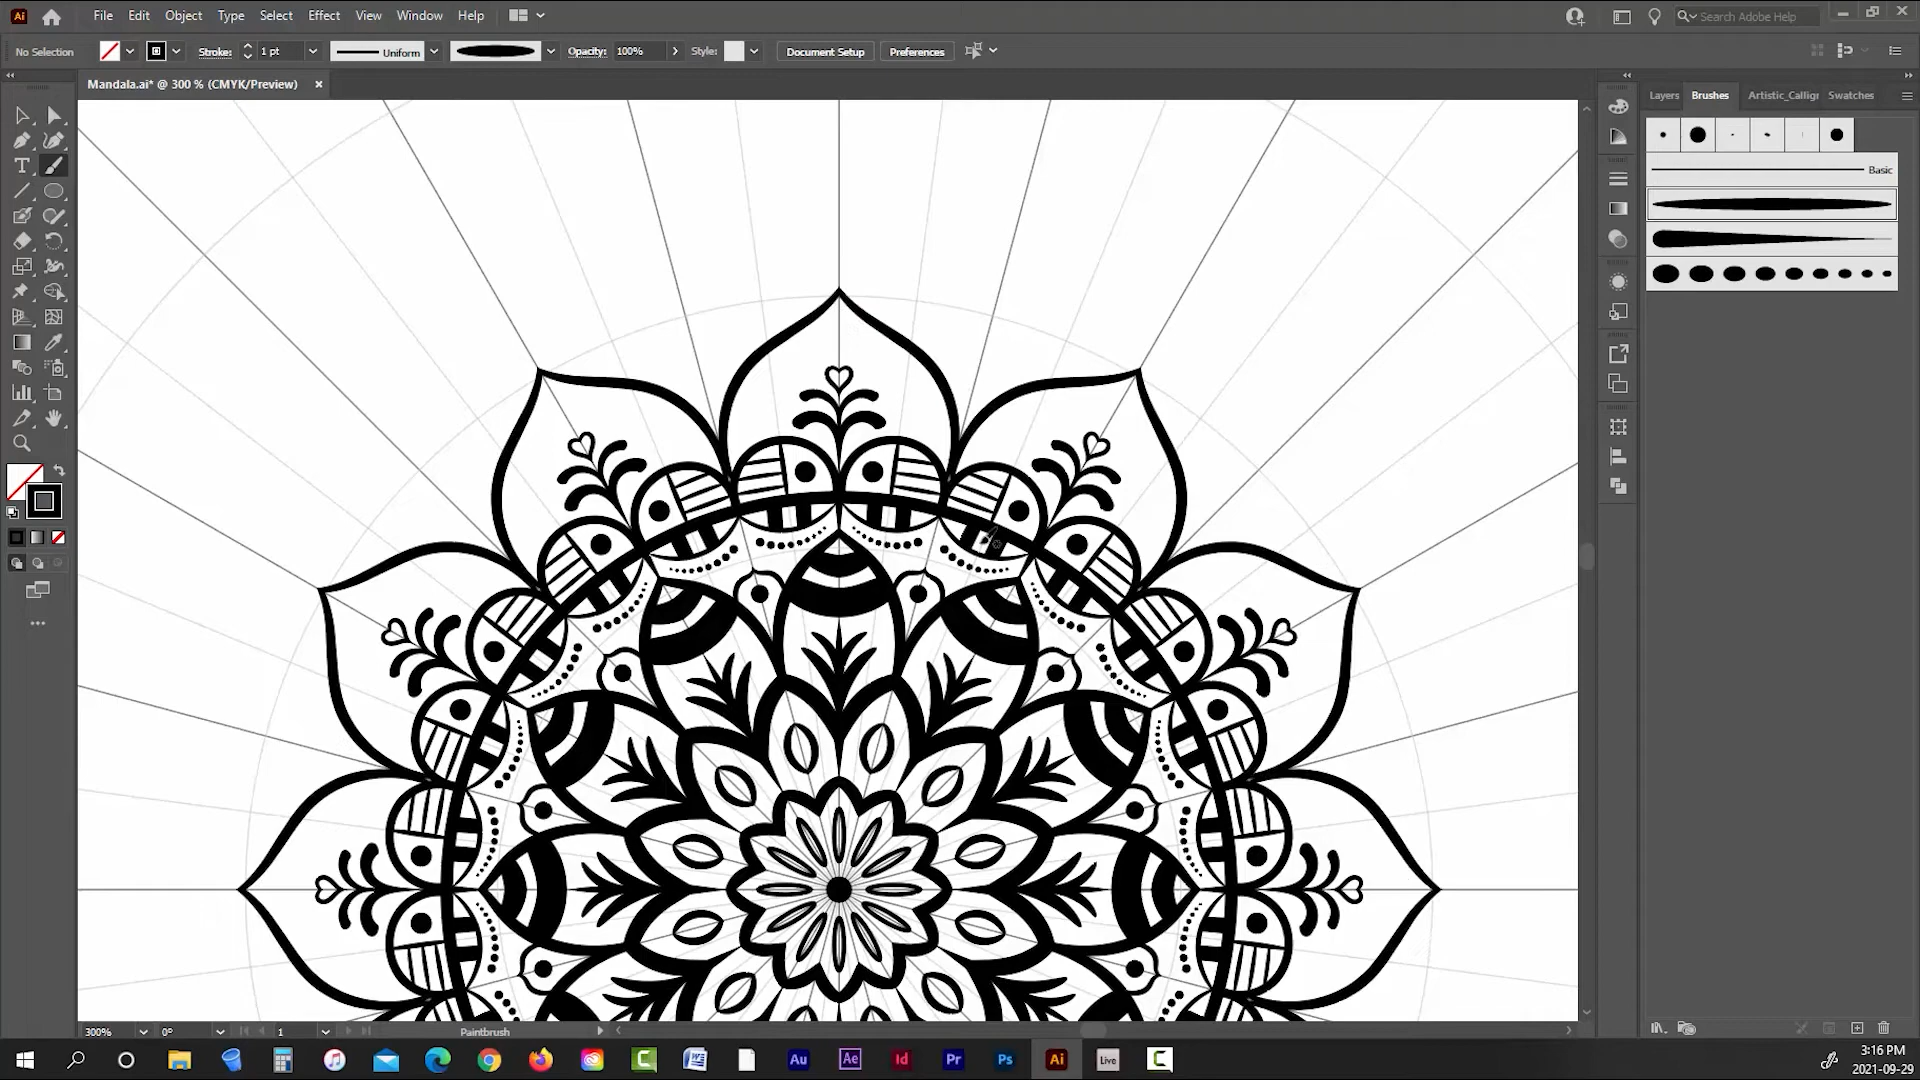 Ai File Edit Object Type Select Effect View Window Help Search Adobe Help
No Selection Stroke: 1 pt Uniform Opacity: 100% Style: Document Setup Preferences
Mandala.ai* @ 300 % (CMYK/Preview)
Layers Brushes Artistic_Calligr Swatches
Basic
300% 0° 1 Paintbrush
Au Ae Id Pr Ps Ai Live
3:16 PM
2021-09-29